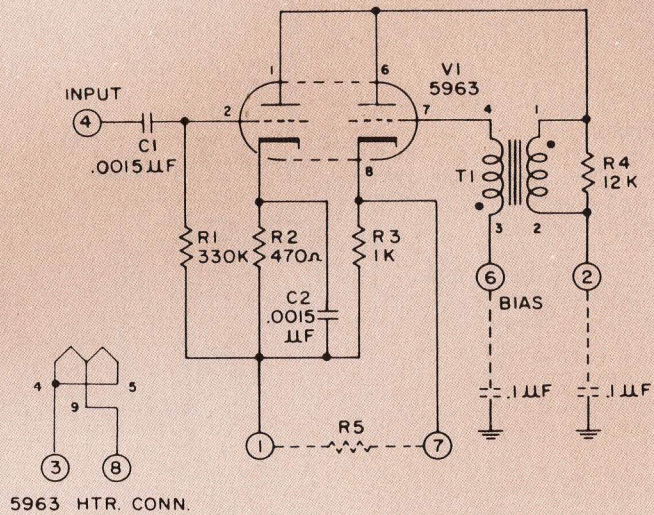 1
6
V1
5963
INPUT
4
2
7
4
1
C1
.0015µF
8
T1
R4
12K
3
2
R1
330K
R2
470Ω
R3
1K
6
2
BIAS
C2
.0015
µF
4
5
9
.1µF
.1µF
1
R5
7
3
8
5963 HTR. CONN.